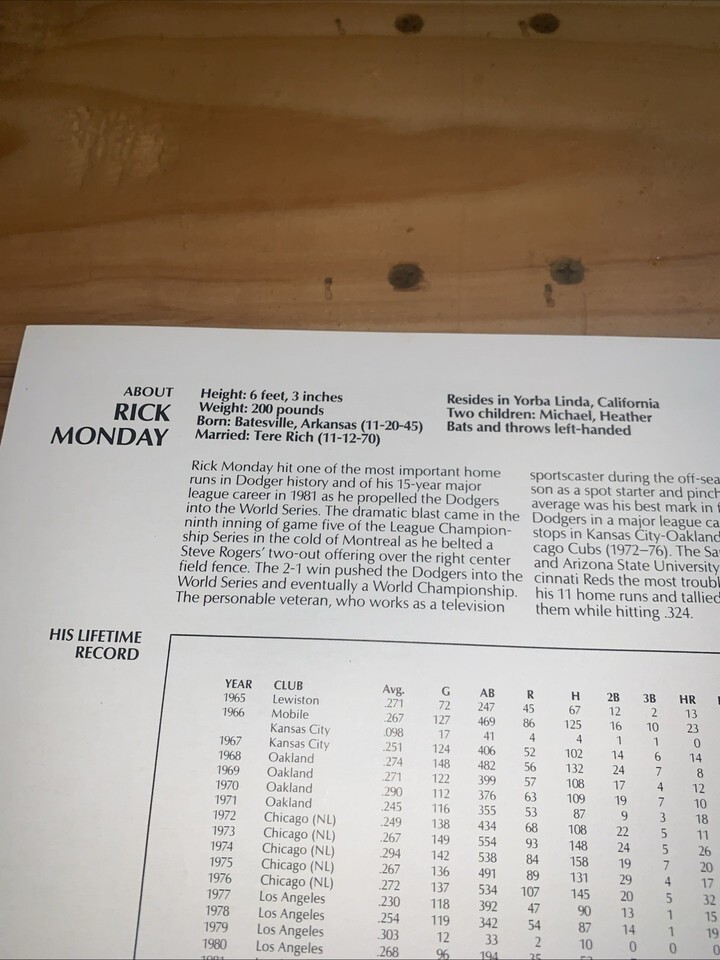 ABOUT
RICK
MONDAY
Height: 6 feet, 3 inches
Weight: 200 pounds
Born: Batesville, Arkansas (11-20-45)
Married: Tere Rich (11-12-70)
Resides in Yorba Linda, California
Two children: Michael, Heather
Bats and throws left-handed
Rick Monday hit one of the most important home
runs in Dodger history and of his 15-year major
league career in 1981 as he propelled the Dodgers
into the World Series. The dramatic blast came in the
ninth inning of game five of the League Champion-
ship Series in the cold of Montreal as he belted a
Steve Rogers' two-out offering over the right center
field fence. The 2-1 win pushed the Dodgers into the
World Series and eventually a World Championship.
The personable veteran, who works as a television
sportscaster during the off-sea
son as a spot starter and pinch
average was his best mark in
Dodgers in a major league ca
stops in Kansas City-Oakland
cago Cubs (1972–76). The Sa
and Arizona State University
cinnati Reds the most troubl
his 11 home runs and tallied
them while hitting .324.
HIS LIFETIME
RECORD
YEAR CLUB Avg. G AB R H 2B 3B HR
1965 Lewiston .271 72 247 45 67 12 2 13
1966 Mobile .267 127 469 86 125 16 10 23
Kansas City .098 17 41 4 4 1 1 0
1967 Kansas City .251 124 406 52 102 14 6 14
1968 Oakland .274 148 482 56 132 24 7 8
1969 Oakland .271 122 399 57 108 17 4 12
1970 Oakland .290 112 376 63 109 19 7 10
1971 Oakland .245 116 355 53 87 9 3 18
1972 Chicago (NL) .249 138 434 68 108 22 5 11
1973 Chicago (NL) .267 149 554 93 148 24 5 26
1974 Chicago (NL) .294 142 538 84 158 19 7 20
1975 Chicago (NL) .267 136 491 89 131 29 4 17
1976 Chicago (NL) .272 137 534 107 145 20 5 32
1977 Los Angeles .230 118 392 47 90 13 1 15
1978 Los Angeles .254 119 342 54 87 14 1 19
1979 Los Angeles .303 12 33 2 10 0 0 0
1980 Los Angeles .268 96 194 35